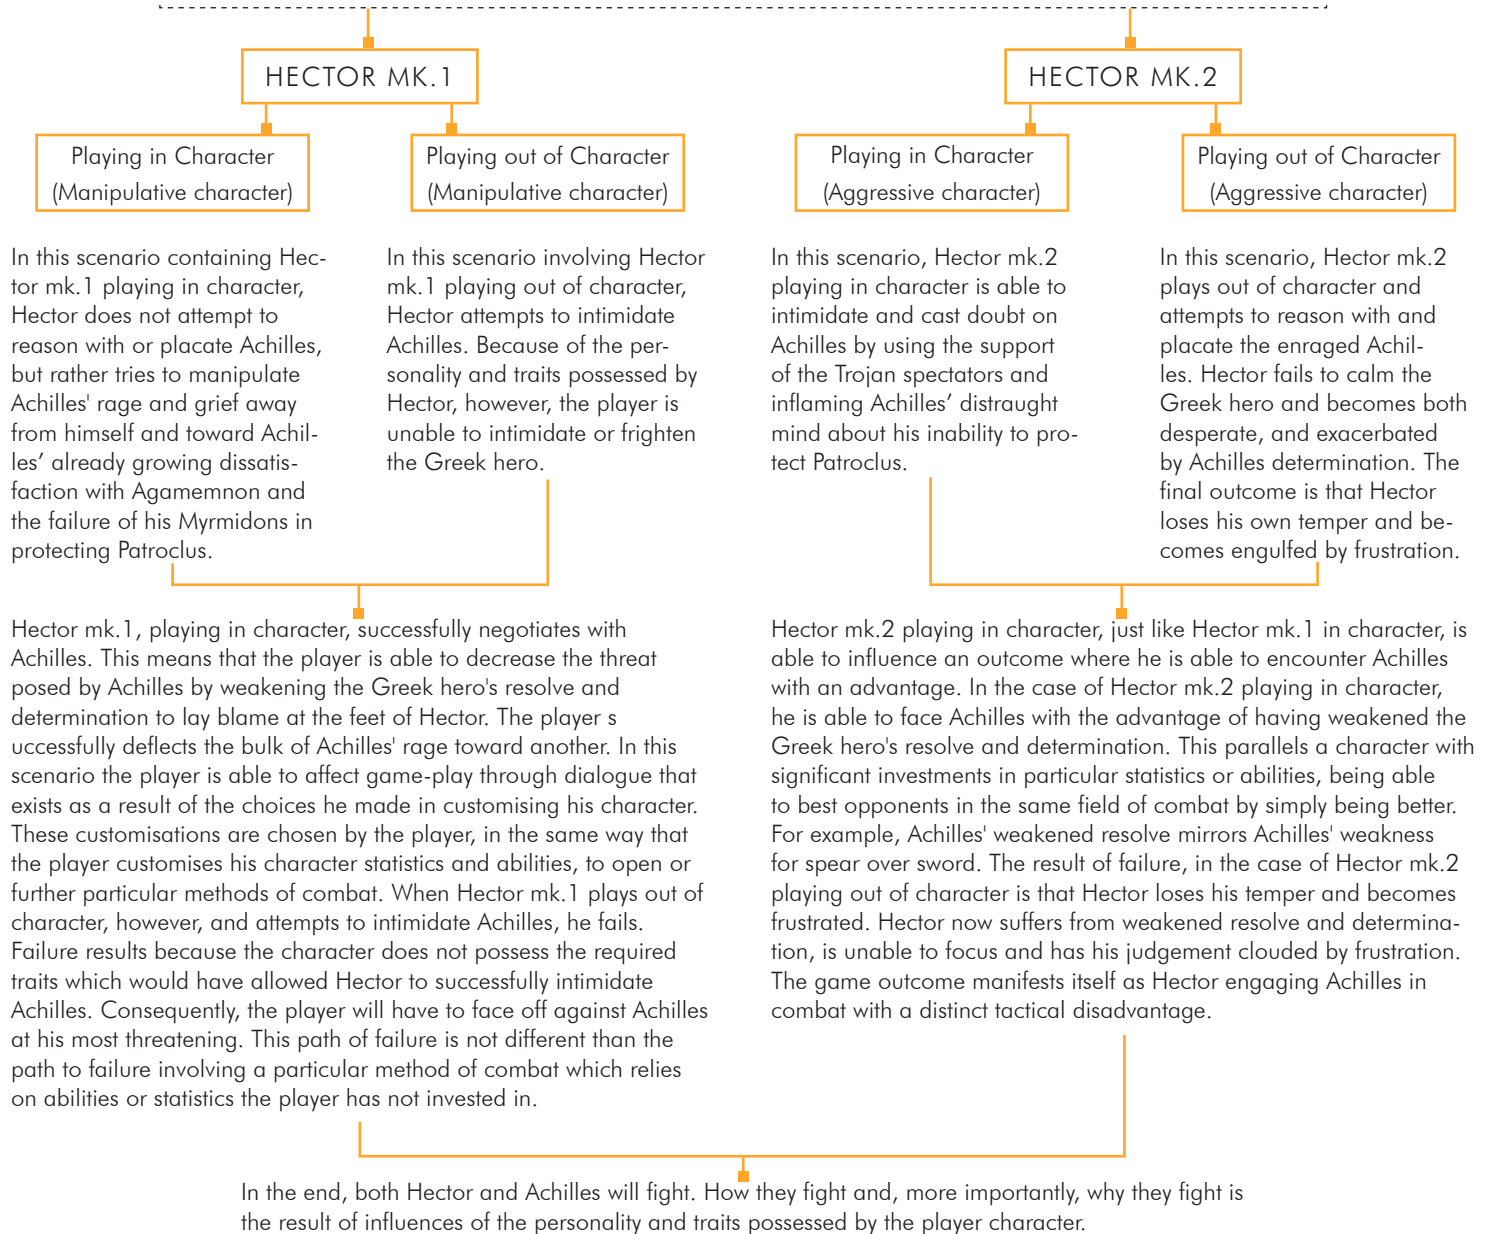 HECTOR MK.1
Playing in Character
(Manipulative character)
In this scenario containing Hec-
tor mk.1 playing in character,
Hector does not attempt to
reason with or placate Achilles,
but rather tries to manipulate
Achilles' rage and grief away
from himself and toward Achil-
les’ already growing dissatis-
faction with Agamemnon and
the failure of his Myrmidons in
protecting Patroclus.
Playing out of Character
(Manipulative character)
In this scenario involving Hector
mk.1 playing out of character,
Hector attempts to intimidate
Achilles. Because of the per-
sonality and traits possessed by
Hector, however, the player is
unable to intimidate or frighten
the Greek hero.
Hector mk.1, playing in character, successfully negotiates with
Achilles. This means that the player is able to decrease the threat
posed by Achilles by weakening the Greek hero's resolve and
determination to lay blame at the feet of Hector. The player s
uccessfully deflects the bulk of Achilles' rage toward another. In this
scenario the player is able to affect game-play through dialogue that
exists as a result of the choices he made in customising his character.
These customisations are chosen by the player, in the same way that
the player customises his character statistics and abilities, to open or
further particular methods of combat. When Hector mk.1 plays out of
character, however, and attempts to intimidate Achilles, he fails.
Failure results because the character does not possess the required
traits which would have allowed Hector to successfully intimidate
Achilles. Consequently, the player will have to face off against Achilles
at his most threatening. This path of failure is not different than the
path to failure involving a particular method of combat which relies
on abilities or statistics the player has not invested in.
HECTOR MK.2
Playing in Character
(Aggressive character)
In this scenario, Hector mk.2
playing in character is able to
intimidate and cast doubt on
Achilles by using the support
of the Trojan spectators and
inflaming Achilles’ distraught
mind about his inability to pro-
tect Patroclus.
Playing out of Character
(Aggressive character)
In this scenario, Hector mk.2
plays out of character and
attempts to reason with and
placate the enraged Achil-
les. Hector fails to calm the
Greek hero and becomes both
desperate, and exacerbated
by Achilles determination. The
final outcome is that Hector
loses his own temper and be-
comes engulfed by frustration.
Hector mk.2 playing in character, just like Hector mk.1 in character, is
able to influence an outcome where he is able to encounter Achilles
with an advantage. In the case of Hector mk.2 playing in character,
he is able to face Achilles with the advantage of having weakened the
Greek hero's resolve and determination. This parallels a character with
significant investments in particular statistics or abilities, being able
to best opponents in the same field of combat by simply being better.
For example, Achilles' weakened resolve mirrors Achilles' weakness
for spear over sword. The result of failure, in the case of Hector mk.2
playing out of character is that Hector loses his temper and becomes
frustrated. Hector now suffers from weakened resolve and determina-
tion, is unable to focus and has his judgement clouded by frustration.
The game outcome manifests itself as Hector engaging Achilles in
combat with a distinct tactical disadvantage.
In the end, both Hector and Achilles will fight. How they fight and, more importantly, why they fight is
the result of influences of the personality and traits possessed by the player character.